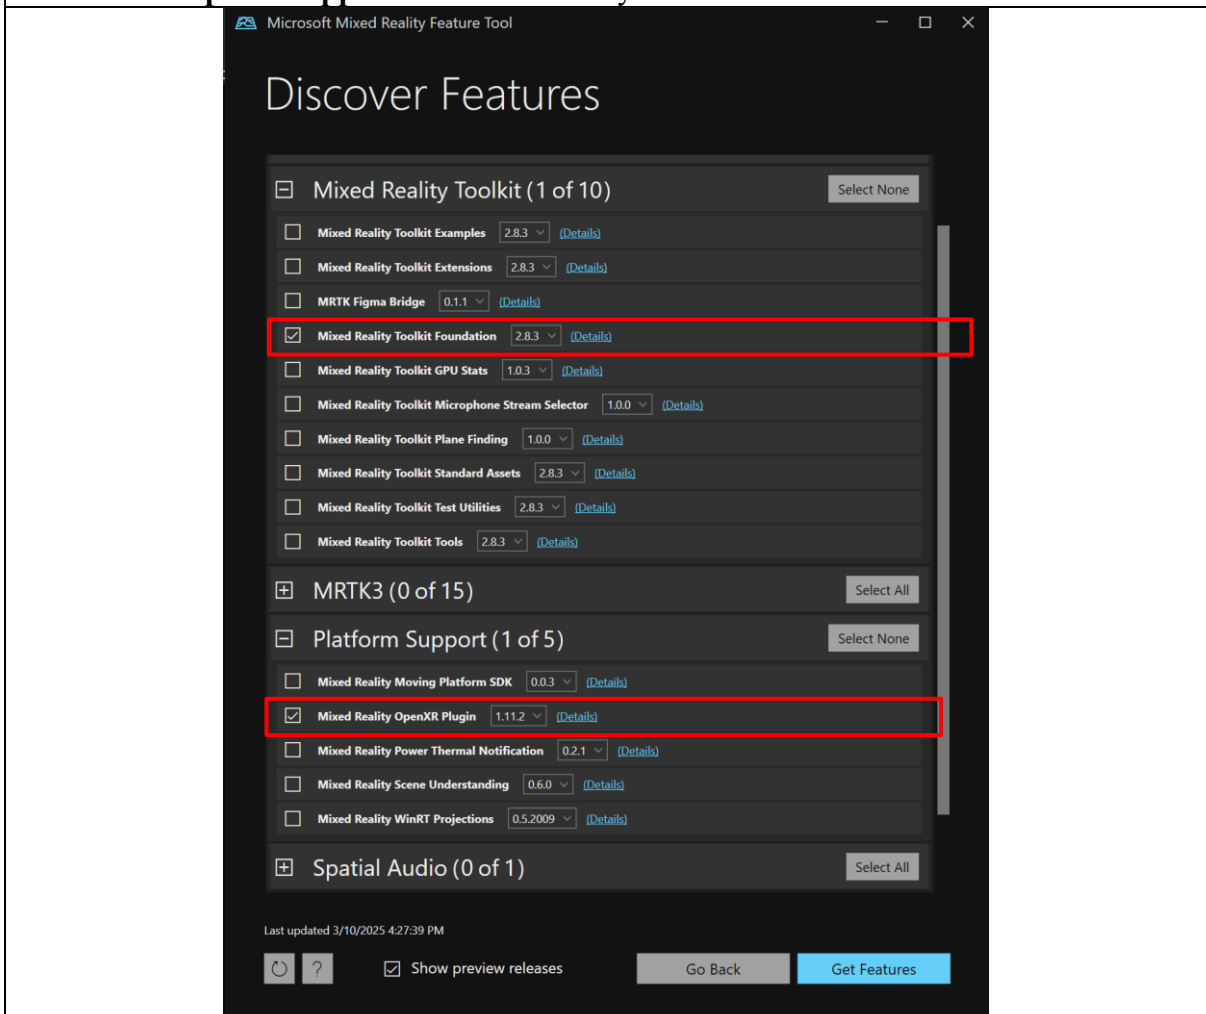 Microsoft Mixed Reality Feature Tool
Discover Features
Mixed Reality Toolkit (1 of 10) Select None
Mixed Reality Toolkit Examples 2.8.3 (Details)
Mixed Reality Toolkit Extensions 2.8.3 (Details)
MRTK Figma Bridge 0.1.1 (Details)
Mixed Reality Toolkit Foundation 2.8.3 (Details)
Mixed Reality Toolkit GPU Stats 1.0.3 (Details)
Mixed Reality Toolkit Microphone Stream Selector 1.0.0 (Details)
Mixed Reality Toolkit Plane Finding 1.0.0 (Details)
Mixed Reality Toolkit Standard Assets 2.8.3 (Details)
Mixed Reality Toolkit Test Utilities 2.8.3 (Details)
Mixed Reality Toolkit Tools 2.8.3 (Details)
MRTK3 (0 of 15) Select All
Platform Support (1 of 5) Select None
Mixed Reality Moving Platform SDK 0.0.3 (Details)
Mixed Reality OpenXR Plugin 1.11.2 (Details)
Mixed Reality Power Thermal Notification 0.2.1 (Details)
Mixed Reality Scene Understanding 0.6.0 (Details)
Mixed Reality WinRT Projections 0.5.2009 (Details)
Spatial Audio (0 of 1) Select All
Last updated 3/10/2025 4:27:39 PM
? Show preview releases Go Back Get Features